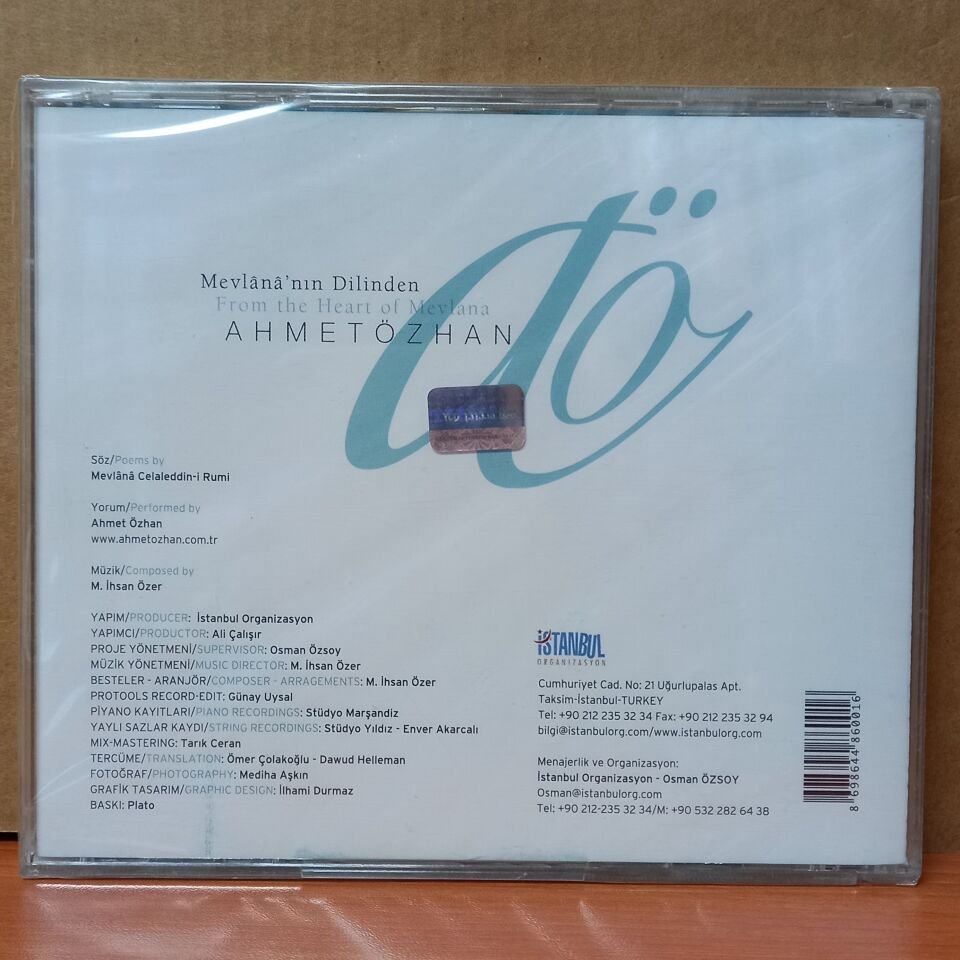 Mevlânâ'nın Dilinden
From the Heart of Mevlana
AHMETÖZHAN
aö
Söz/Poems by
Mevlânâ Celaleddin-i Rumi
Yorum/Performed by
Ahmet Özhan
www.ahmetozhan.com.tr
Müzik/Composed by
M. İhsan Özer
YAPIM/PRODUCER: İstanbul Organizasyon
YAPIMCI/PRODUCTOR: Ali Çalışır
PROJE YÖNETMENİ/SUPERVISOR: Osman Özsoy
MÜZİK YÖNETMENİ/MUSIC DIRECTOR: M. İhsan Özer
BESTELER - ARANJÖR/COMPOSER - ARRAGEMENTS: M. İhsan Özer
PROTOOLS RECORD-EDIT: Günay Uysal
PİYANO KAYITLARI/PIANO RECORDINGS: Stüdyo Marşandiz
YAYLI SAZLAR KAYDI/STRING RECORDINGS: Stüdyo Yıldız - Enver Akarcalı
MIX-MASTERING: Tarık Ceran
TERCÜME/TRANSLATION: Ömer Çolakoğlu - Dawud Helleman
FOTOĞRAF/PHOTOGRAPHY: Mediha Aşkın
GRAFİK TASARIM/GRAPHIC DESIGN: İlhami Durmaz
BASKI: Plato
İSTANBUL
ORGANİZASYON
Cumhuriyet Cad. No: 21 Uğurlupalas Apt.
Taksim-İstanbul-TURKEY
Tel: +90 212 235 32 34 Fax: +90 212 235 32 94
bilgi@istanbulorg.com/www.istanbulorg.com
Menajerlik ve Organizasyon:
İstanbul Organizasyon - Osman ÖZSOY
Osman@istanbulorg.com
Tel: +90 212-235 32 34/M: +90 532 282 64 38
8 698644 860016